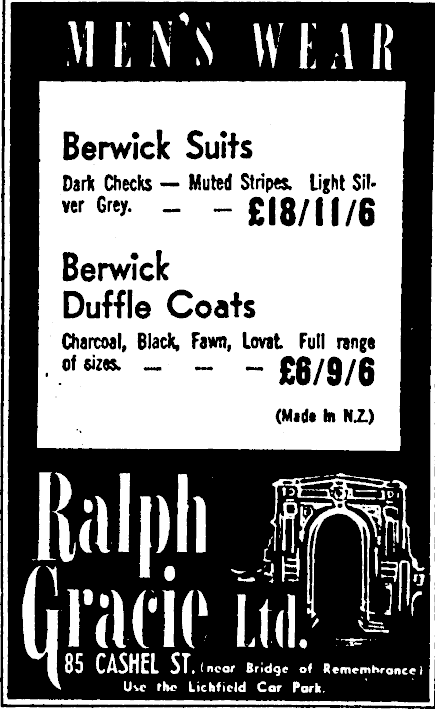 MEN'S WEAR
Berwick Suits
Dark Checks — Muted Stripes. Light Sil-
ver Grey. — — £18/11/6
Berwick
Duffle Coats
Charcoal, Black, Fawn, Lovat. Full range
of sizes. — — — £6/9/6
(Made in N.Z.)
Ralph
Gracie Ltd.
85 CASHEL ST. (near Bridge of Remembrance)
Use the Lichfield Car Park.